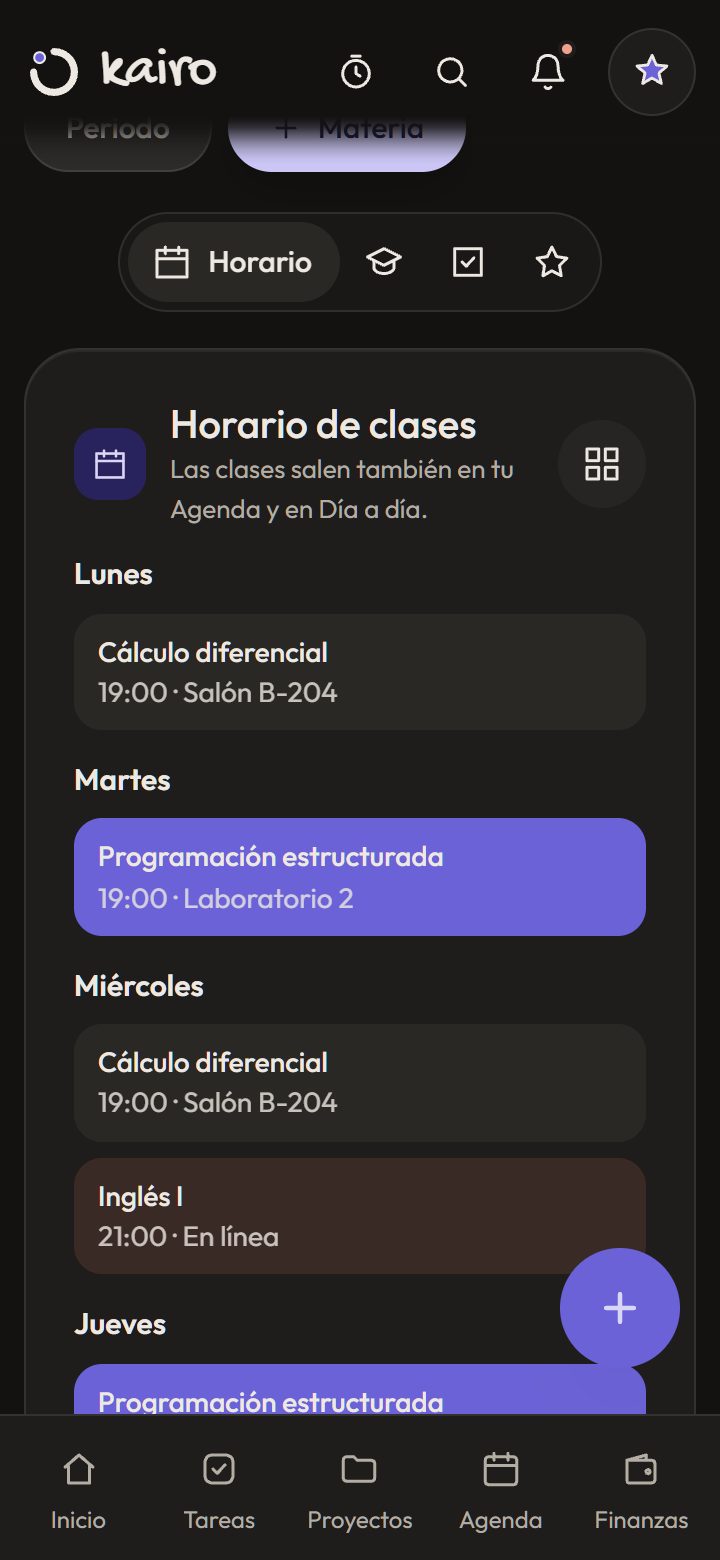 kairo
Periodo
+ Materia
Horario
Horario de clases
Las clases salen también en tu
Agenda y en Día a día.
Lunes
Cálculo diferencial
19:00 · Salón B-204
Martes
Programación estructurada
19:00 · Laboratorio 2
Miércoles
Cálculo diferencial
19:00 · Salón B-204
Inglés I
21:00 · En línea
Jueves
Programación estructurada
Inicio
Tareas
Proyectos
Agenda
Finanzas